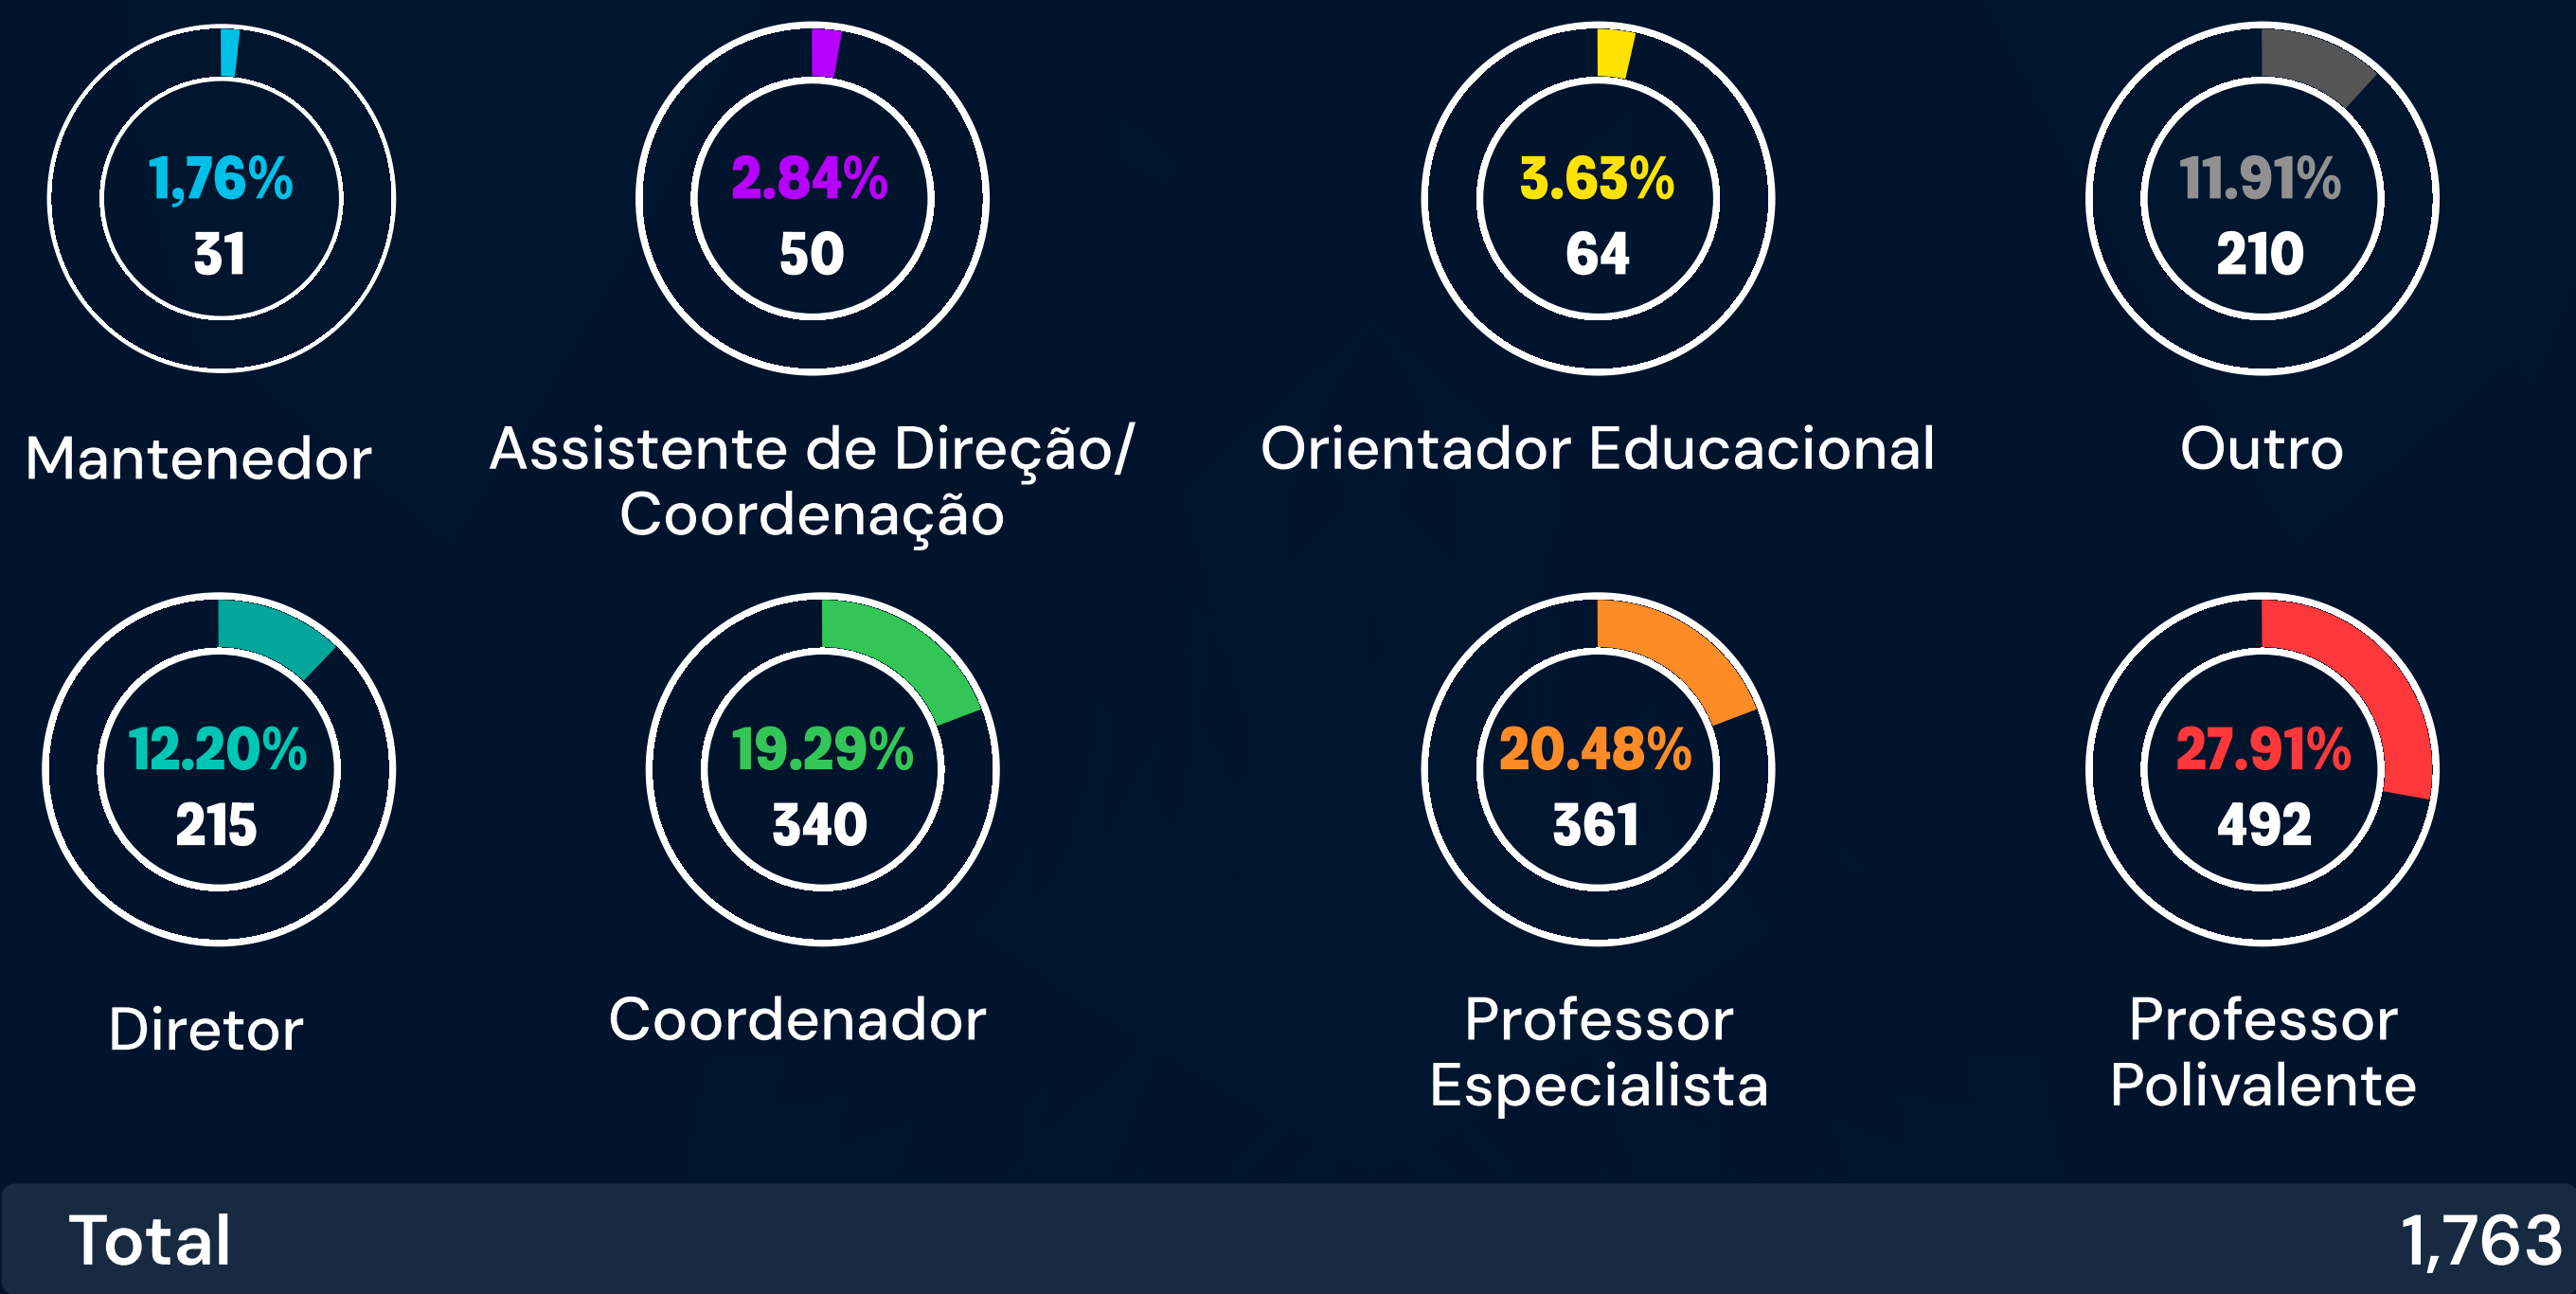 1,76%
31
Mantenedor
2.84%
50
Assistente de Direção/
Coordenação
3.63%
64
Orientador Educacional
11.91%
210
Outro
12.20%
215
Diretor
19.29%
340
Coordenador
20.48%
361
Professor
Especialista
27.91%
492
Professor
Polivalente
Total 1,763